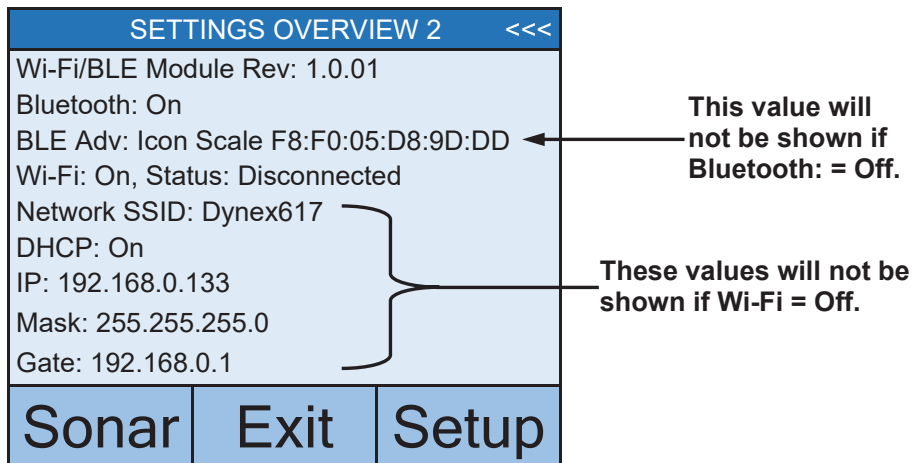 SETTINGS OVERVIEW 2 <<<
Wi-Fi/BLE Module Rev: 1.0.01
Bluetooth: On
BLE Adv: Icon Scale F8:F0:05:D8:9D:DD
Wi-Fi: On, Status: Disconnected
Network SSID: Dynex617
DHCP: On
IP: 192.168.0.133
Mask: 255.255.255.0
Gate: 192.168.0.1
Sonar Exit Setup
This value will
not be shown if
Bluetooth: = Off.
These values will not be
shown if Wi-Fi = Off.